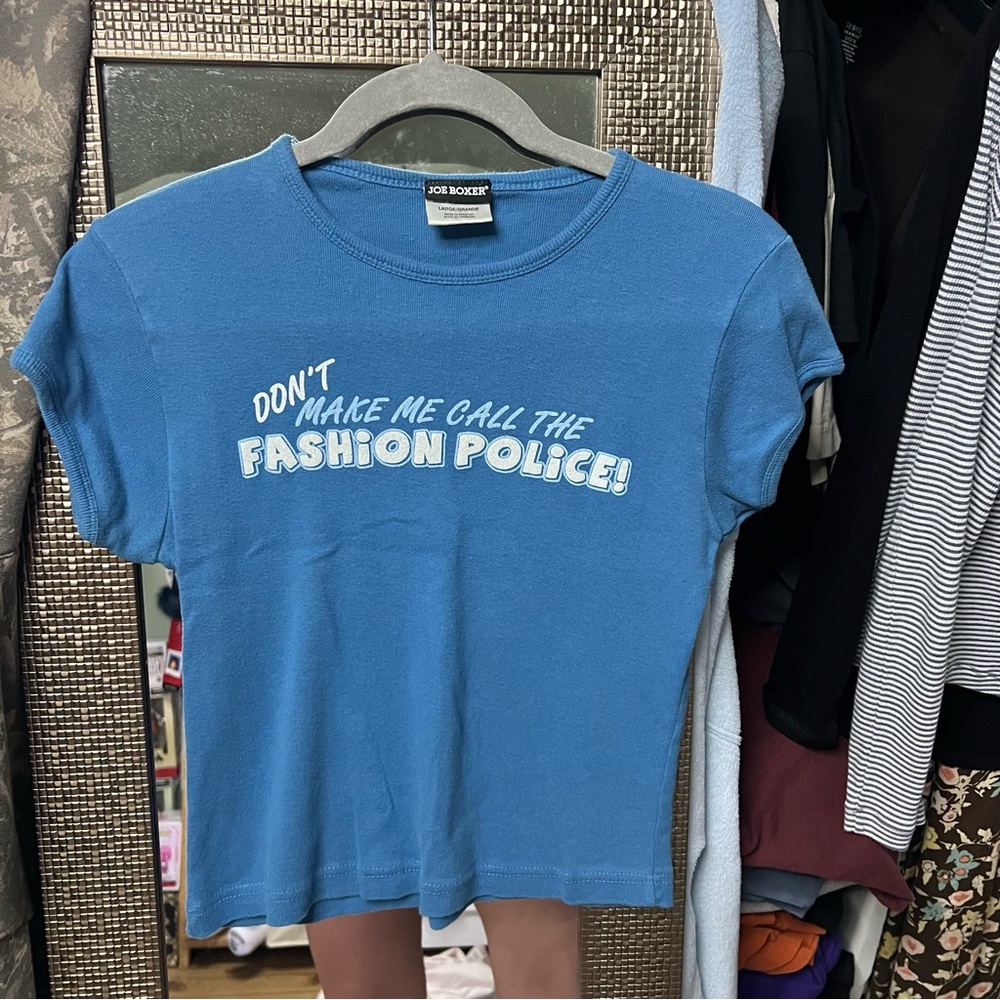 JOE BOXER®
LARGE/GRANDE
DON'T
MAKE ME CALL THE
FASHiON POLiCE!